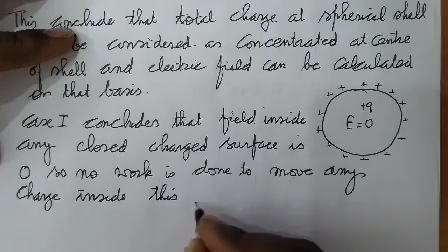 This conclude that total charge at spherical shell
be considered as concentrated at centre
of shell and electric field can be calculated
on that basis.
Case I concludes that field inside
any closed charged surface is
0 so no work is done to move any
charge inside this
+q
E = 0